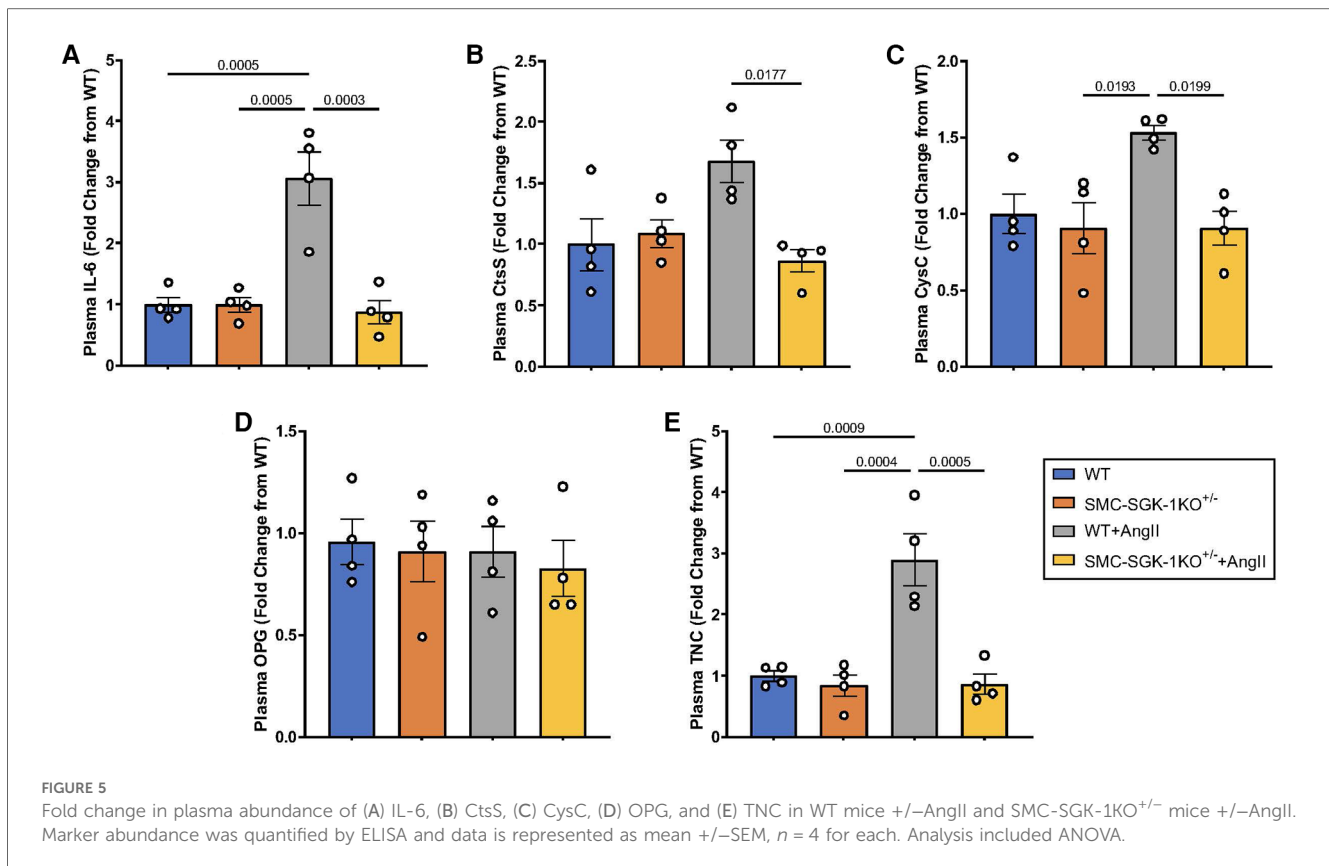 A
Plasma IL-6 (Fold Change from WT)
5
4
3
2
1
0
0.0005
0.0005
0.0003
B
Plasma CtsS (Fold Change from WT)
2.5
2.0
1.5
1.0
0.5
0.0
0.0177
C
Plasma CysC (Fold Change from WT)
2.0
1.5
1.0
0.5
0.0
0.0193
0.0199
D
Plasma OPG (Fold Change from WT)
1.5
1.0
0.5
0.0
E
Plasma TNC (Fold Change from WT)
5
4
3
2
1
0
0.0009
0.0004
0.0005
WT
SMC-SGK-1KO+/-
WT+AngII
SMC-SGK-1KO+/-+AngII
FIGURE 5
Fold change in plasma abundance of (A) IL-6, (B) CtsS, (C) CysC, (D) OPG, and (E) TNC in WT mice +/−AngII and SMC-SGK-1KO+/− mice +/−AngII.
Marker abundance was quantified by ELISA and data is represented as mean +/−SEM, n = 4 for each. Analysis included ANOVA.